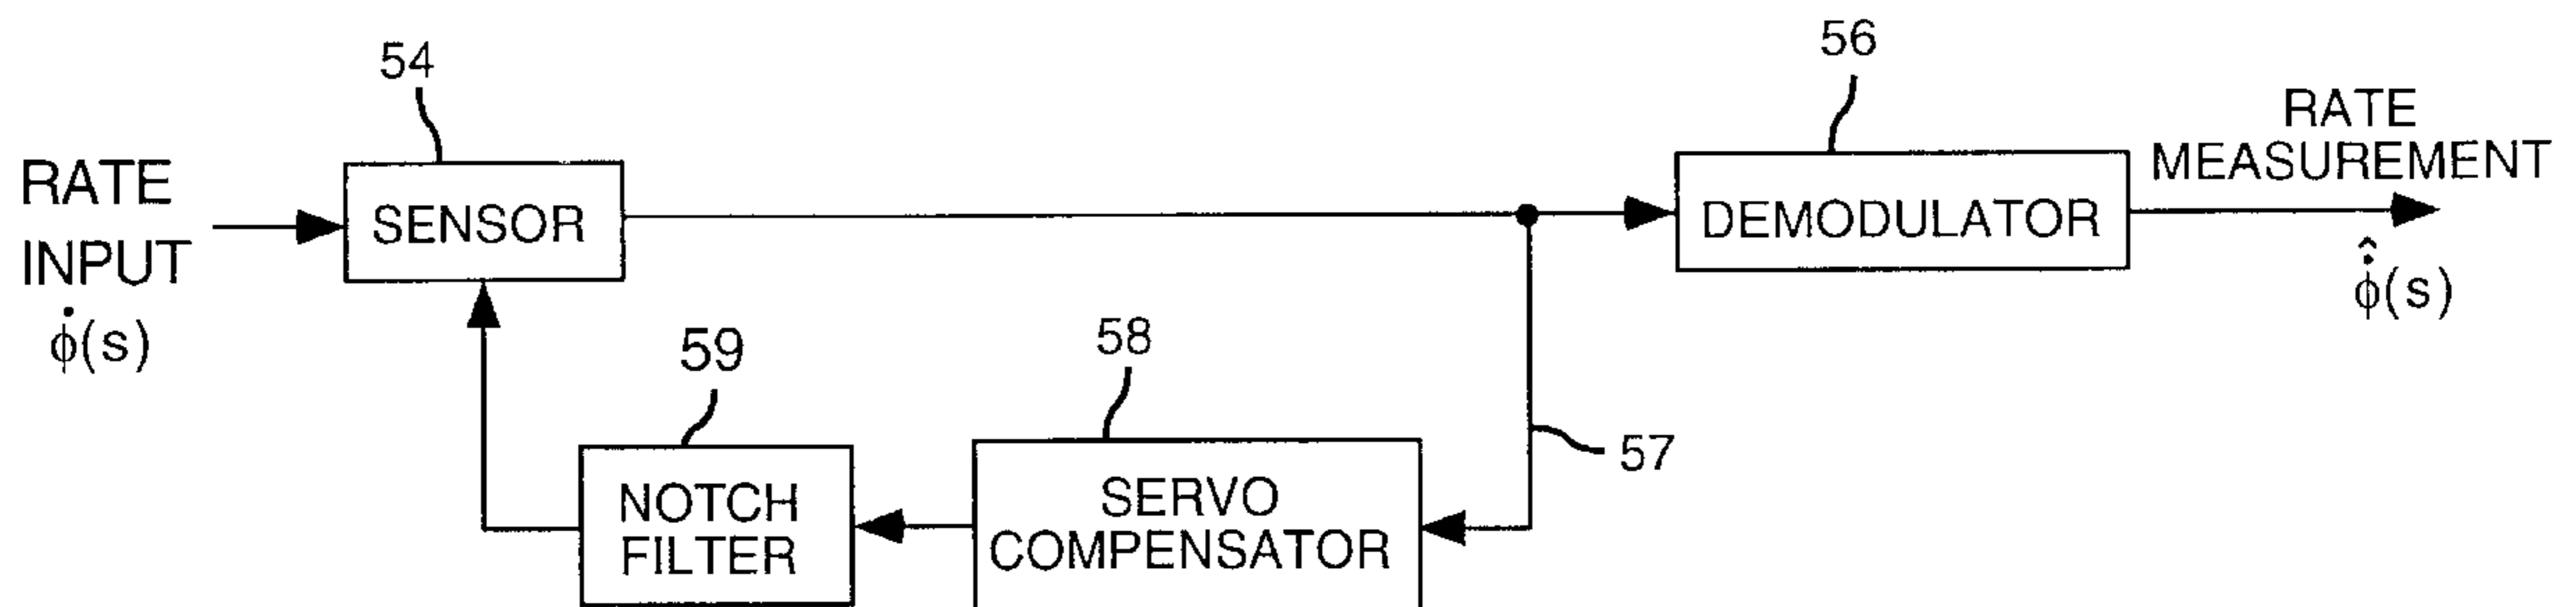 54
56
RATE
INPUT
φ̇(s)
SENSOR
DEMODULATOR
RATE
MEASUREMENT
φ̇̂(s)
59
58
57
NOTCH
FILTER
SERVO
COMPENSATOR